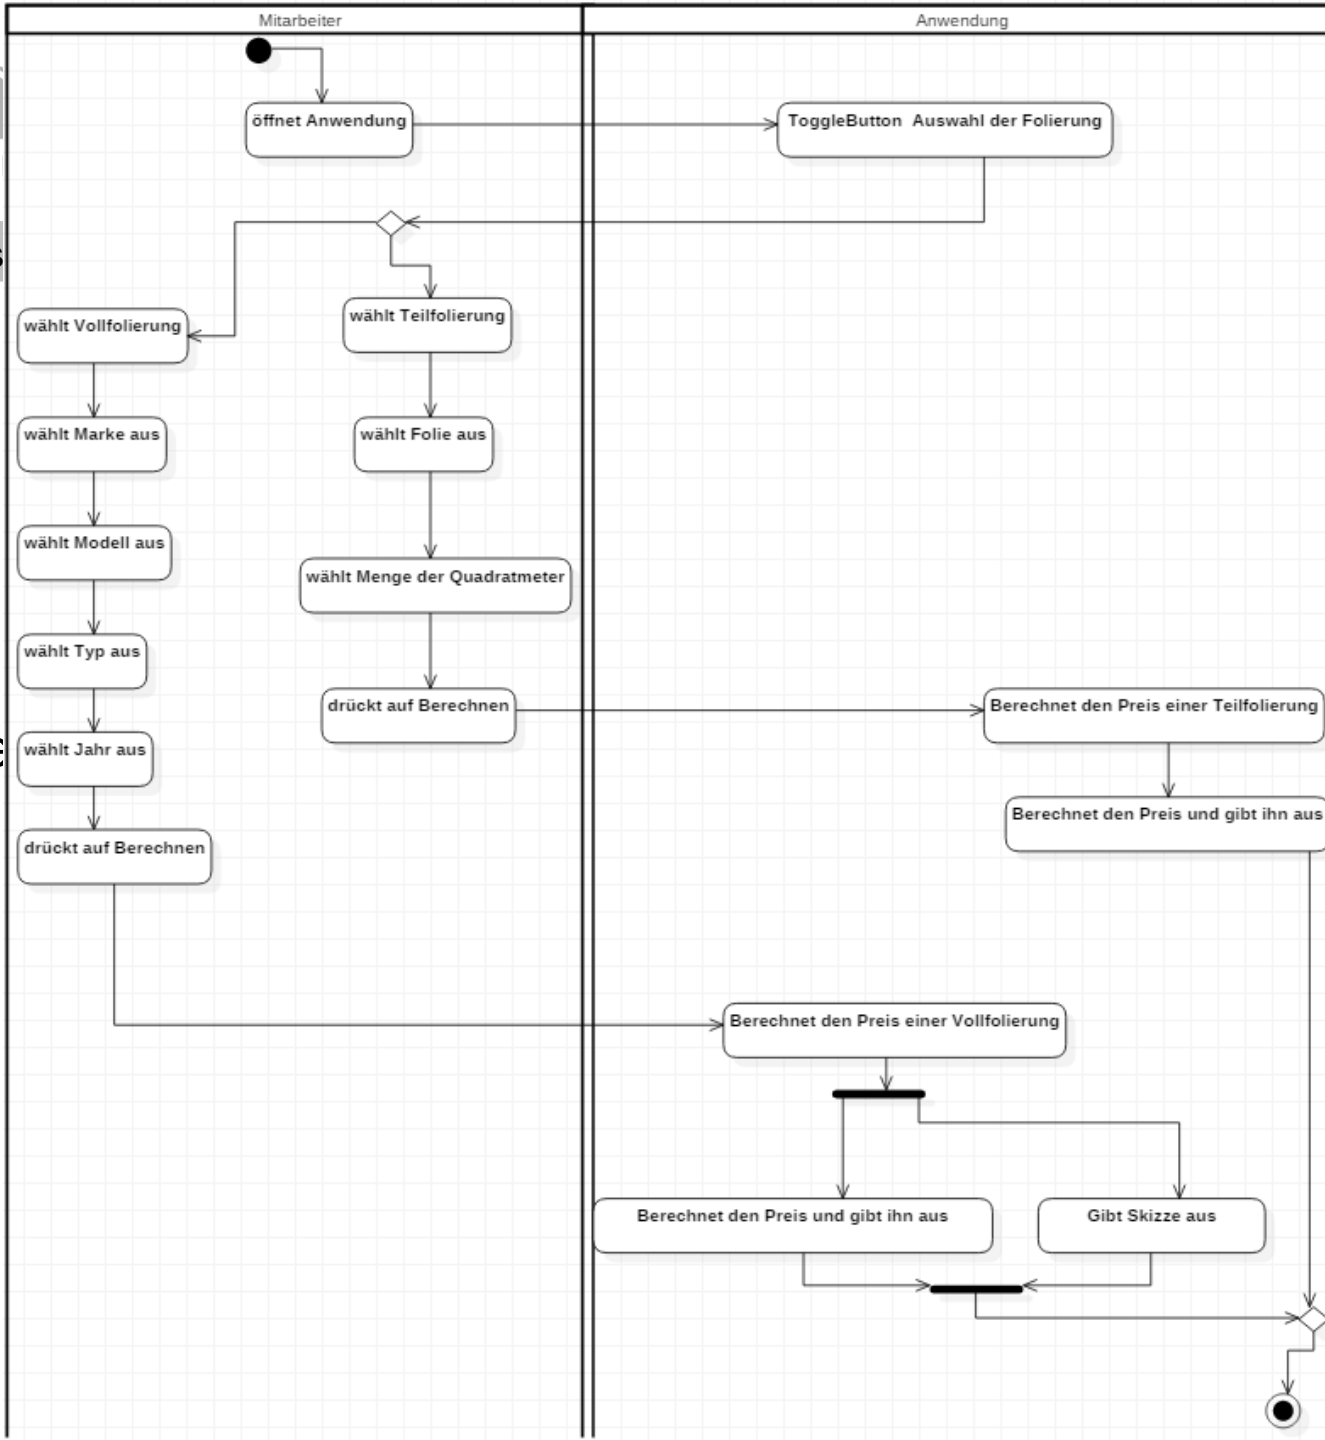 Mitarbeiter
Anwendung
öffnet Anwendung
ToggleButton Auswahl der Folierung
wählt Vollfolierung
wählt Teilfolierung
wählt Marke aus
wählt Folie aus
wählt Modell aus
wählt Menge der Quadratmeter
wählt Typ aus
drückt auf Berechnen
Berechnet den Preis einer Teilfolierung
wählt Jahr aus
Berechnet den Preis und gibt ihn aus
drückt auf Berechnen
Berechnet den Preis einer Vollfolierung
Berechnet den Preis und gibt ihn aus
Gibt Skizze aus